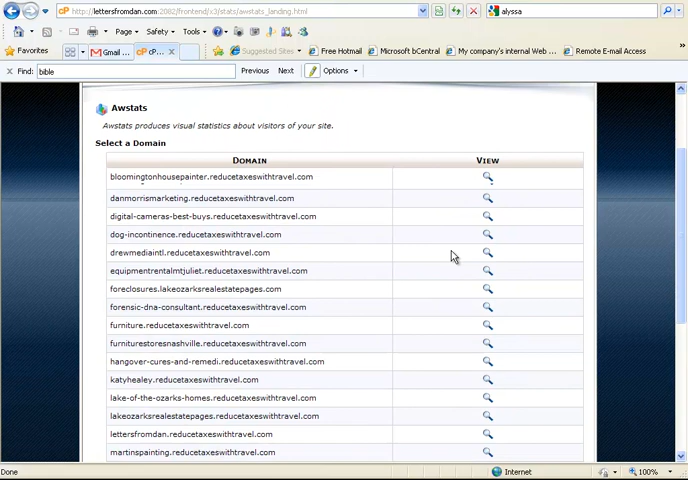 http://lettersfromdan.com:2082/frontend/x3/stats/awstats_landing.html
alyssa
Page
Safety
Tools
Favorites
Gmail ...
cP...
Suggested Sites
Free Hotmail
Microsoft bCentral
My company's internal Web ...
Remote E-mail Access
Find: bible
Previous Next Options
Awstats
Awstats produces visual statistics about visitors of your site.
Select a Domain
DOMAIN VIEW
bloomingtonhousepainter.reducetaxeswithtravel.com
danmorrismarketing.reducetaxeswithtravel.com
digital-cameras-best-buys.reducetaxeswithtravel.com
dog-incontinence.reducetaxeswithtravel.com
drewmediaintl.reducetaxeswithtravel.com
equipmentrentalmtjuliet.reducetaxeswithtravel.com
foreclosures.lakeozarksrealestatepages.com
forensic-dna-consultant.reducetaxeswithtravel.com
furniture.reducetaxeswithtravel.com
furniturestoresnashville.reducetaxeswithtravel.com
hangover-cures-and-remedi.reducetaxeswithtravel.com
katyhealey.reducetaxeswithtravel.com
lake-of-the-ozarks-homes.reducetaxeswithtravel.com
lakeozarksrealestatepages.reducetaxeswithtravel.com
lettersfromdan.reducetaxeswithtravel.com
martinspainting.reducetaxeswithtravel.com
Done Internet 100%